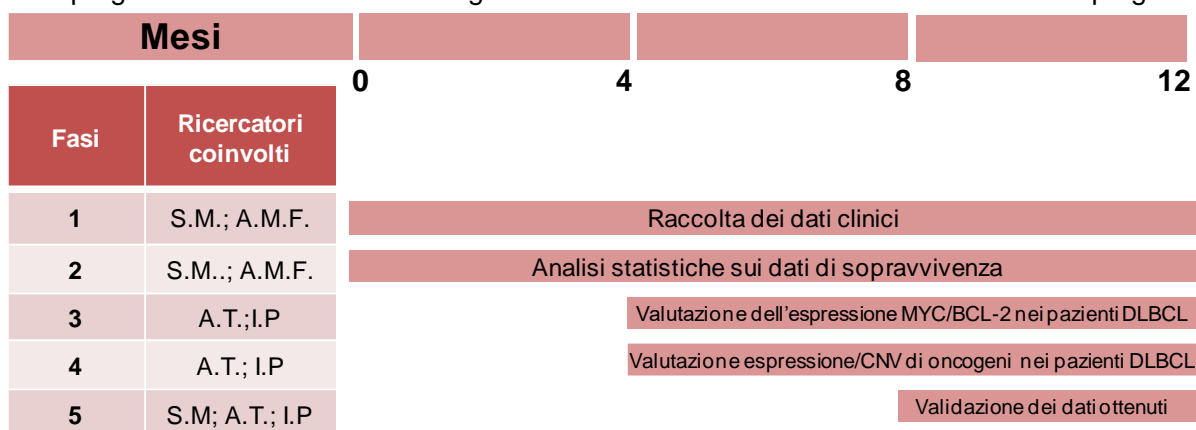 Mesi
0 4 8 12
Fasi
Ricercatori
coinvolti
1 S.M.; A.M.F. Raccolta dei dati clinici
2 S.M..; A.M.F. Analisi statistiche sui dati di sopravvivenza
3 A.T.;I.P Valutazione dell'espressione MYC/BCL-2 nei pazienti DLBCL
4 A.T.; I.P Valutazione espressione/CNV di oncogeni nei pazienti DLBCL
5 S.M; A.T.; I.P Validazione dei dati ottenuti